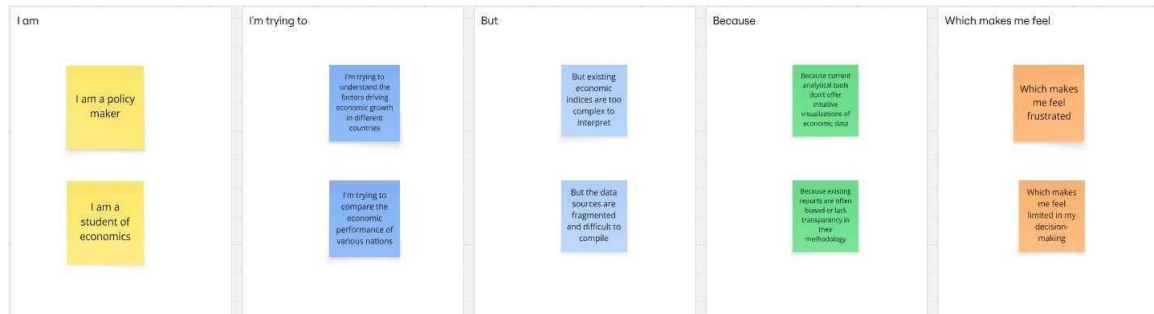 I am
I'm trying to
But
Because
Which makes me feel
I am a policy
maker
I'm trying to
understand the
factors driving
economic growth
in different
countries
But existing
economic
indices are too
complex to
interpret
Because current
analytical tools
don't offer
intuitive
visualizations of
economic data
Which makes
me feel
frustrated
I am a
student of
economics
I'm trying to
compare the
economic
performance of
various nations
But the data
sources are
fragmented
and difficult to
compile
Because existing
reports are often
biased or lack
transparency in
their
methodology
Which makes
me feel
limited in my
decision-
making